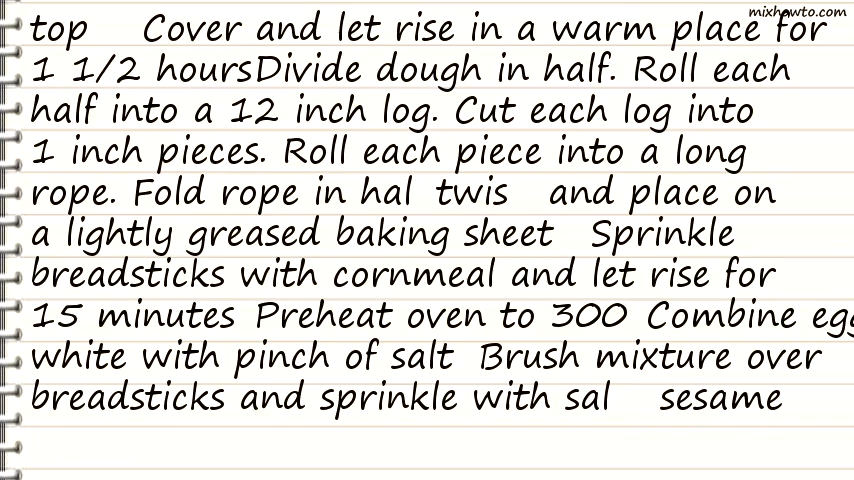 mixhowto.com
top Cover and let rise in a warm place for
1 1/2 hoursDivide dough in half. Roll each
half into a 12 inch log. Cut each log into
1 inch pieces. Roll each piece into a long
rope. Fold rope in hal twis and place on
a lightly greased baking sheet Sprinkle
breadsticks with cornmeal and let rise for
15 minutes Preheat oven to 300 Combine egg
white with pinch of salt Brush mixture over
breadsticks and sprinkle with sal sesame